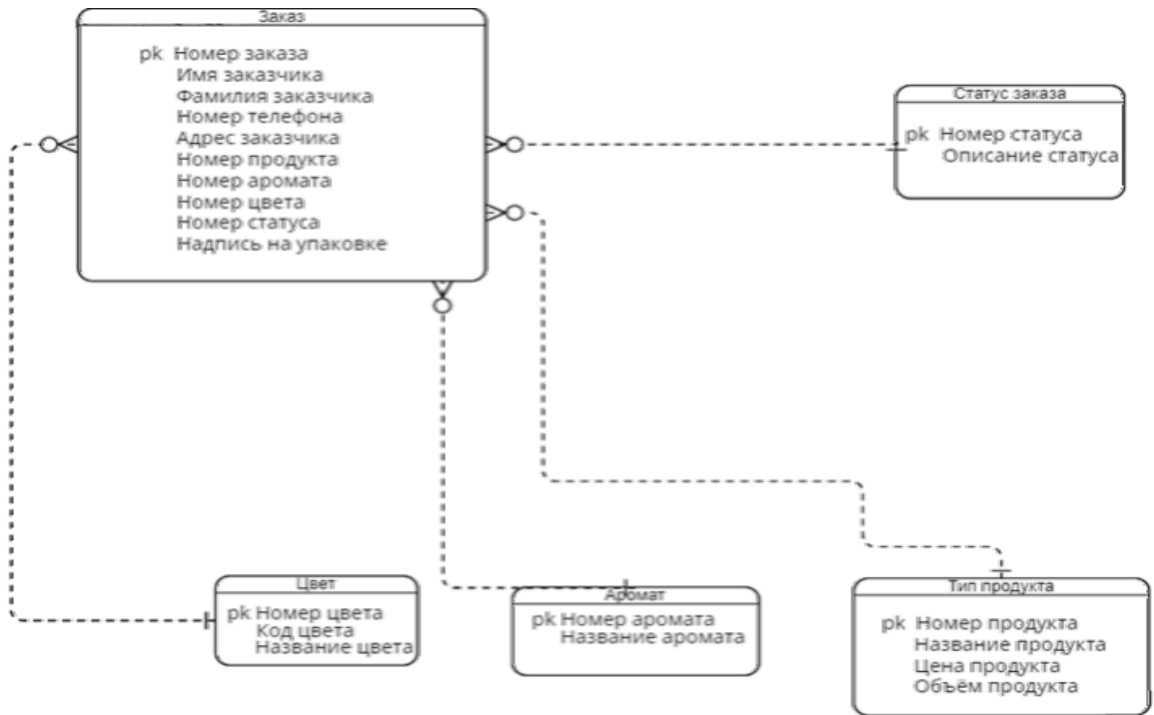 Заказ
pk Номер заказа
Имя заказчика
Фамилия заказчика
Номер телефона
Адрес заказчика
Номер продукта
Номер аромата
Номер цвета
Номер статуса
Надпись на упаковке
Статус заказа
pk Номер статуса
Описание статуса
Цвет
pk Номер цвета
Код цвета
Название цвета
Аромат
pk Номер аромата
Название аромата
Тип продукта
pk Номер продукта
Название продукта
Цена продукта
Объём продукта